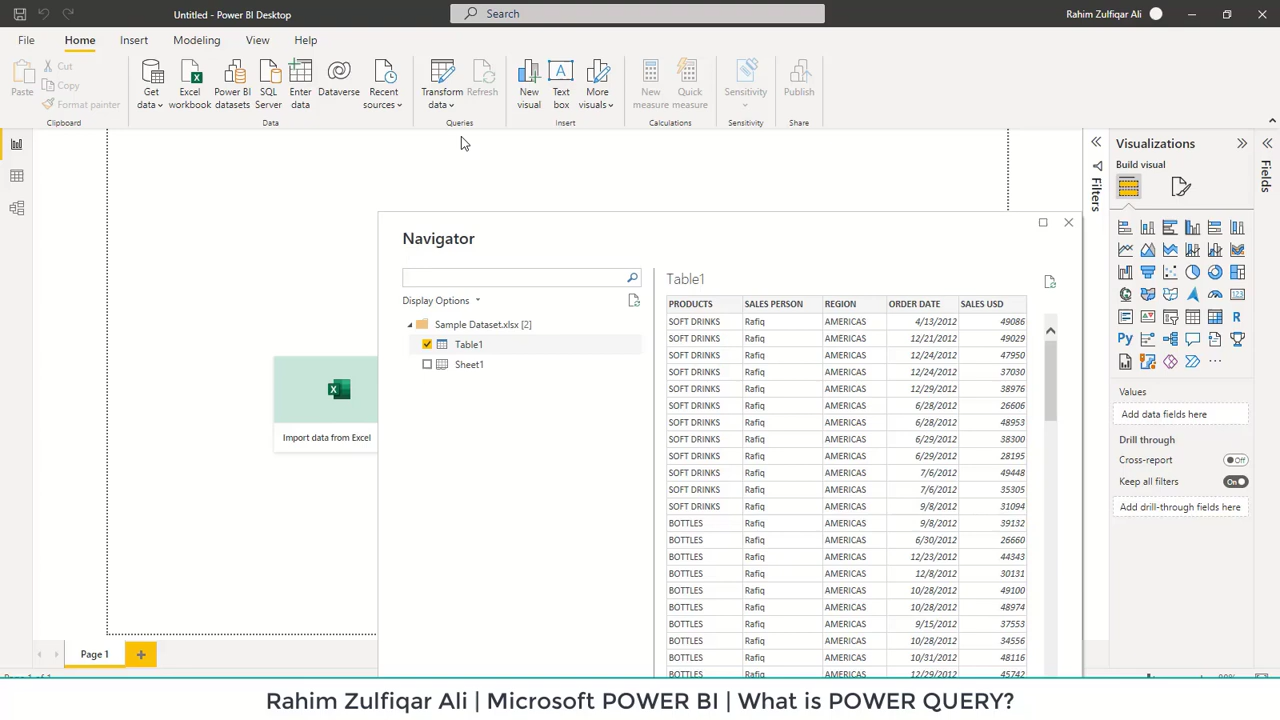 Untitled - Power BI Desktop
Search
Rahim Zulfiqar Ali
File Home Insert Modeling View Help
Paste
Cut
Copy
Format painter
Clipboard
Get data
Excel workbook
Power BI datasets
SQL Server
Enter data
Dataverse
Recent sources
Data
Transform data
Refresh
Queries
New visual
Text box
More visuals
Insert
New measure
Quick measure
Calculations
Sensitivity
Sensitivity
Publish
Share
Navigator
Display Options
Sample Dataset.xlsx [2]
Table1
Sheet1
Table1
PRODUCTS SALES PERSON REGION ORDER DATE SALES USD
SOFT DRINKS Rafiq AMERICAS 4/13/2012 49086
SOFT DRINKS Rafiq AMERICAS 12/21/2012 49029
SOFT DRINKS Rafiq AMERICAS 12/24/2012 47950
SOFT DRINKS Rafiq AMERICAS 12/24/2012 37030
SOFT DRINKS Rafiq AMERICAS 12/29/2012 38976
SOFT DRINKS Rafiq AMERICAS 6/28/2012 26606
SOFT DRINKS Rafiq AMERICAS 6/28/2012 48953
SOFT DRINKS Rafiq AMERICAS 6/29/2012 38300
SOFT DRINKS Rafiq AMERICAS 6/29/2012 28195
SOFT DRINKS Rafiq AMERICAS 7/6/2012 49448
SOFT DRINKS Rafiq AMERICAS 7/6/2012 35305
SOFT DRINKS Rafiq AMERICAS 9/8/2012 31094
BOTTLES Rafiq AMERICAS 9/8/2012 39132
BOTTLES Rafiq AMERICAS 6/30/2012 26660
BOTTLES Rafiq AMERICAS 12/23/2012 44343
BOTTLES Rafiq AMERICAS 12/8/2012 30131
BOTTLES Rafiq AMERICAS 10/28/2012 49100
BOTTLES Rafiq AMERICAS 10/28/2012 48974
BOTTLES Rafiq AMERICAS 9/15/2012 37553
BOTTLES Rafiq AMERICAS 10/28/2012 34556
BOTTLES Rafiq AMERICAS 10/31/2012 48116
BOTTLES Rafiq AMERICAS 12/29/2012 45742
Import data from Excel
Filters
Visualizations
Build visual
R
Py
Values
Add data fields here
Drill through
Cross-report Off
Keep all filters On
Add drill-through fields here
Fields
Page 1
Rahim Zulfiqar Ali | Microsoft POWER BI | What is POWER QUERY?